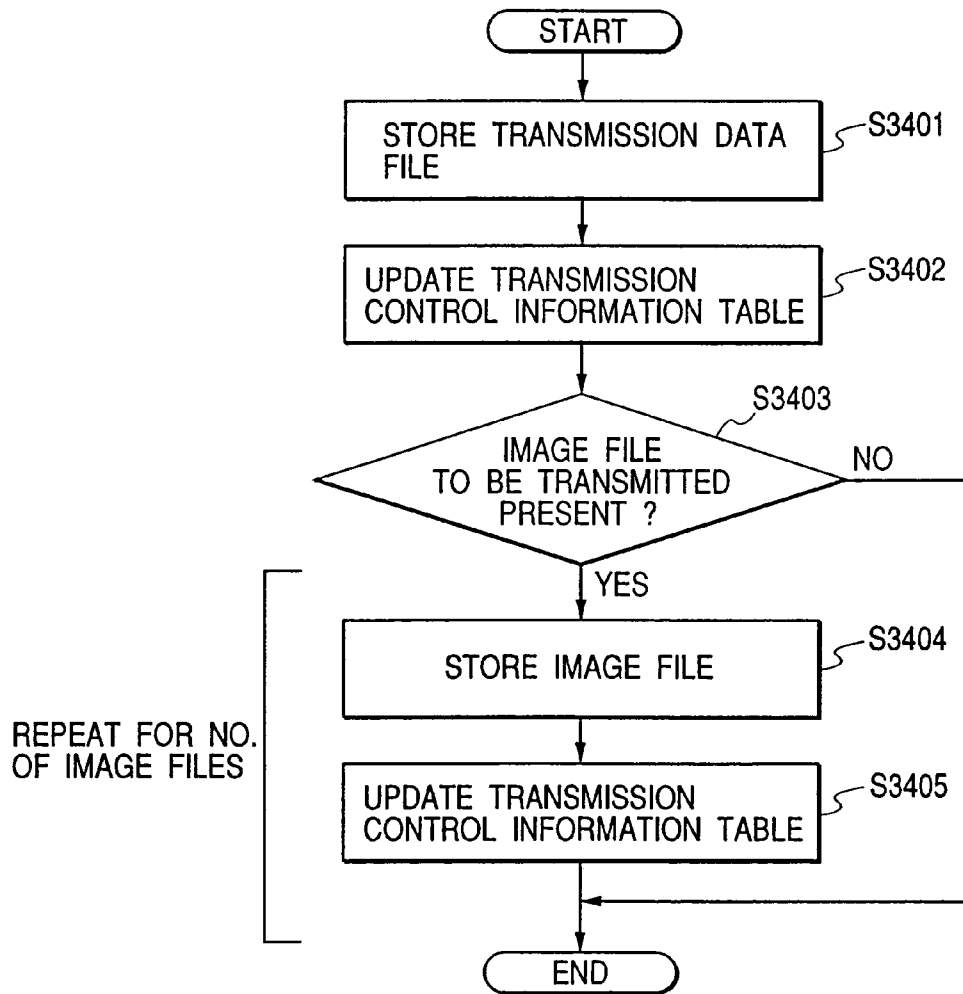 START
STORE TRANSMISSION DATA
FILE
S3401
UPDATE TRANSMISSION
CONTROL INFORMATION TABLE
S3402
S3403
IMAGE FILE
TO BE TRANSMITTED
PRESENT ?
NO
YES
STORE IMAGE FILE
S3404
REPEAT FOR NO.
OF IMAGE FILES
UPDATE TRANSMISSION
CONTROL INFORMATION TABLE
S3405
END